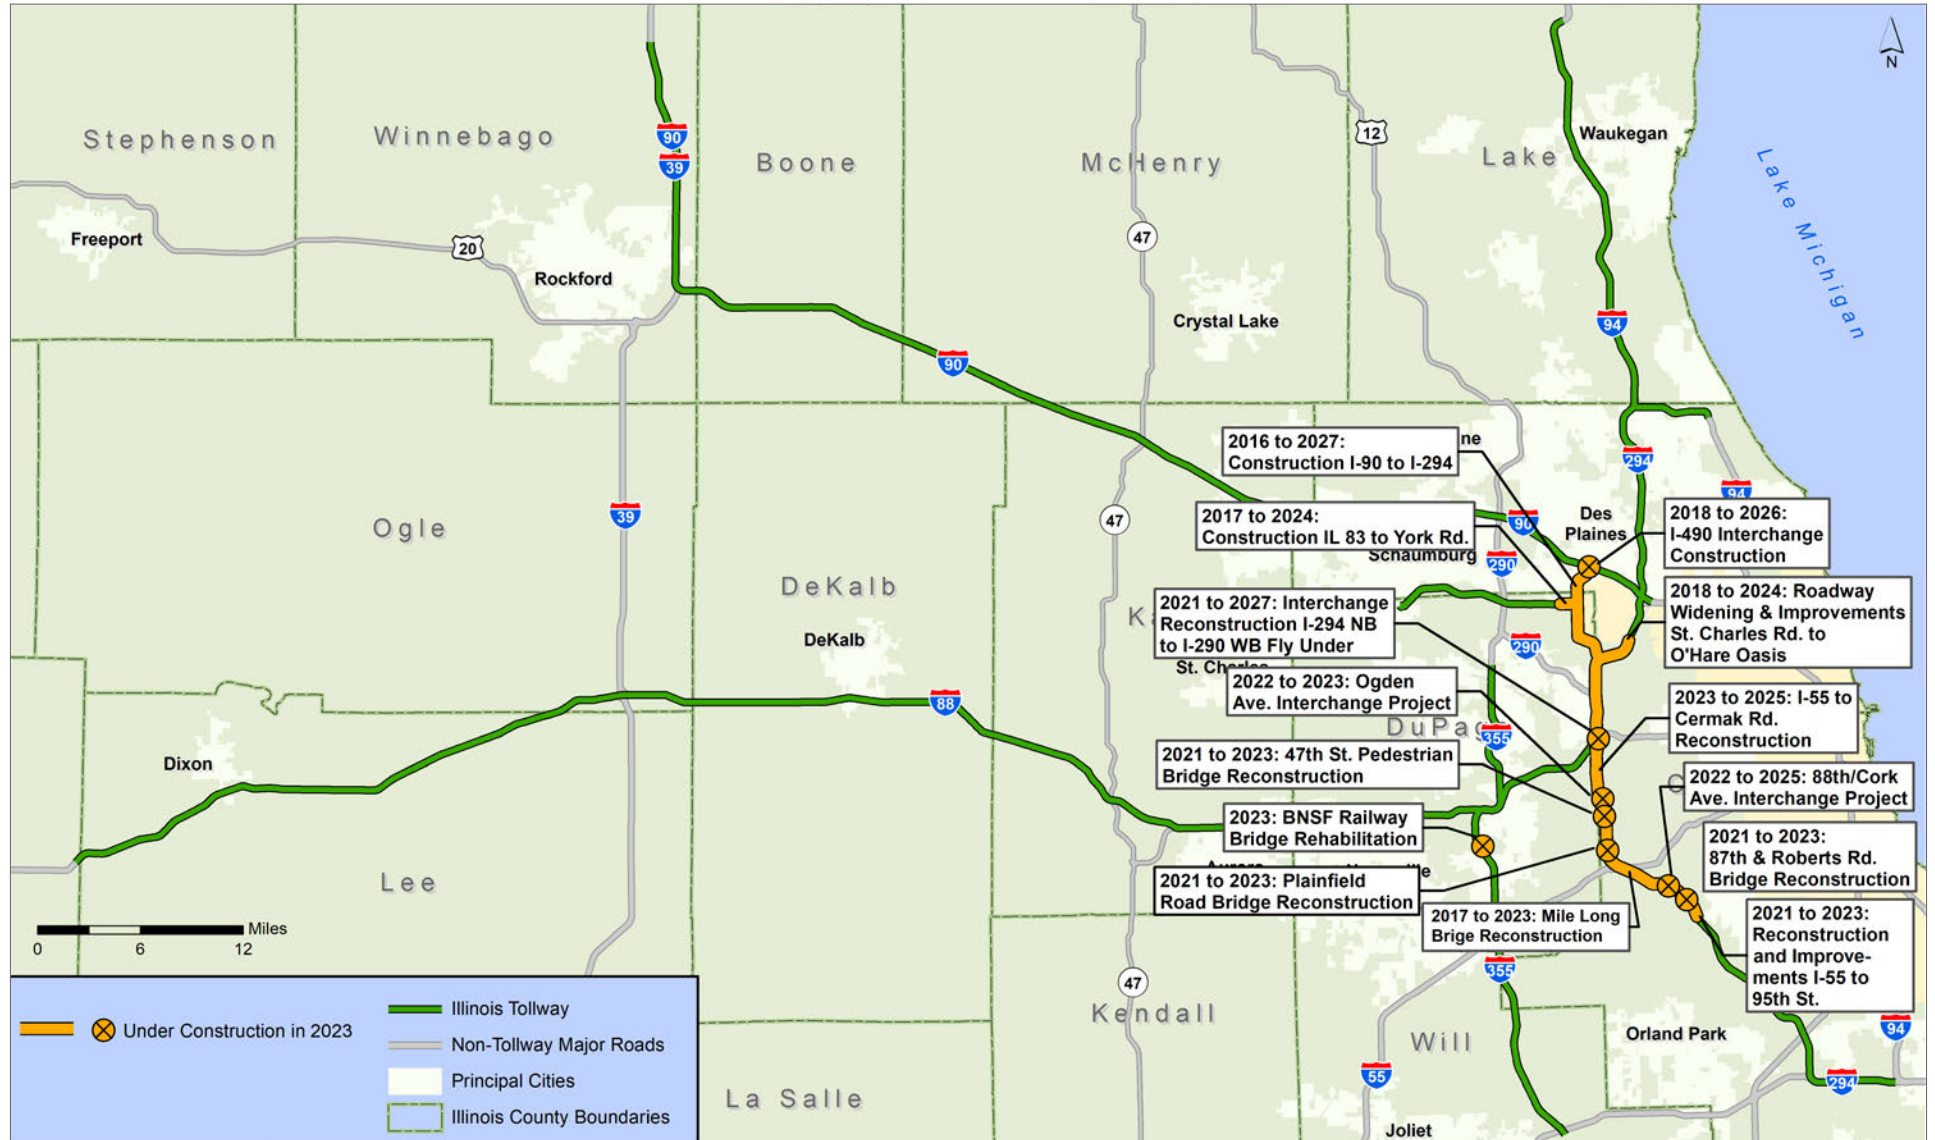 N
Stephenson
Winnebago
Boone
McHenry
Lake
Waukegan
Lake Michigan
90
39
12
47
20
Freeport
Rockford
Crystal Lake
94
90
2016 to 2027:
Construction I-90 to I-294
ne
294
94
39
47
Ogle
DeKalb
DeKalb
2017 to 2024:
Construction IL 83 to York Rd.
90
Des
Plaines
2018 to 2026:
I-490 Interchange
Construction
Schaumburg
290
2021 to 2027: Interchange
Reconstruction I-294 NB
to I-290 WB Fly Under
2018 to 2024: Roadway
Widening & Improvements
St. Charles Rd. to
O'Hare Oasis
K
290
St. Charles
2022 to 2023: Ogden
Ave. Interchange Project
2023 to 2025: I-55 to
Cermak Rd.
Reconstruction
88
DuPag
355
Dixon
2021 to 2023: 47th St. Pedestrian
Bridge Reconstruction
2022 to 2025: 88th/Cork
Ave. Interchange Project
2023: BNSF Railway
Bridge Rehabilitation
2021 to 2023:
87th & Roberts Rd.
Bridge Reconstruction
Aurora
Lee
2021 to 2023: Plainfield
Road Bridge Reconstruction
2017 to 2023: Mile Long
Brige Reconstruction
2021 to 2023:
Reconstruction
and Improve-
ments I-55 to
95th St.
Miles
0 6 12
47
355
Kendall
Will
Orland Park
94
55
294
La Salle
Joliet
Under Construction in 2023
Illinois Tollway
Non-Tollway Major Roads
Principal Cities
Illinois County Boundaries